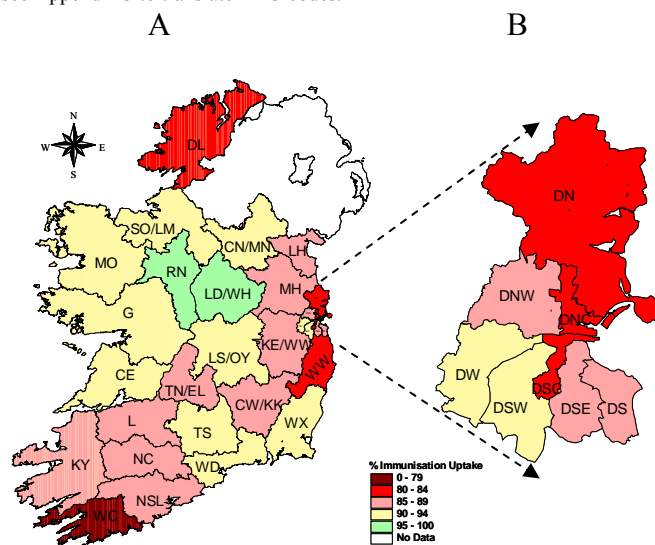 A B
N
W E
S
DL
SO/LM
CN/MN
MO
RN
LH
LD/WH
MH
G
KE/WW
LS/OY
CE
WW
TN/EL
CW/KK
L
TS
WX
KY
NC
WD
NSL
WC
DN
DNW
DNC
DW
DSC
DSW
DSE
DS
% Immunisation Uptake
0 - 79
80 - 84
85 - 89
90 - 94
95 - 100
No Data